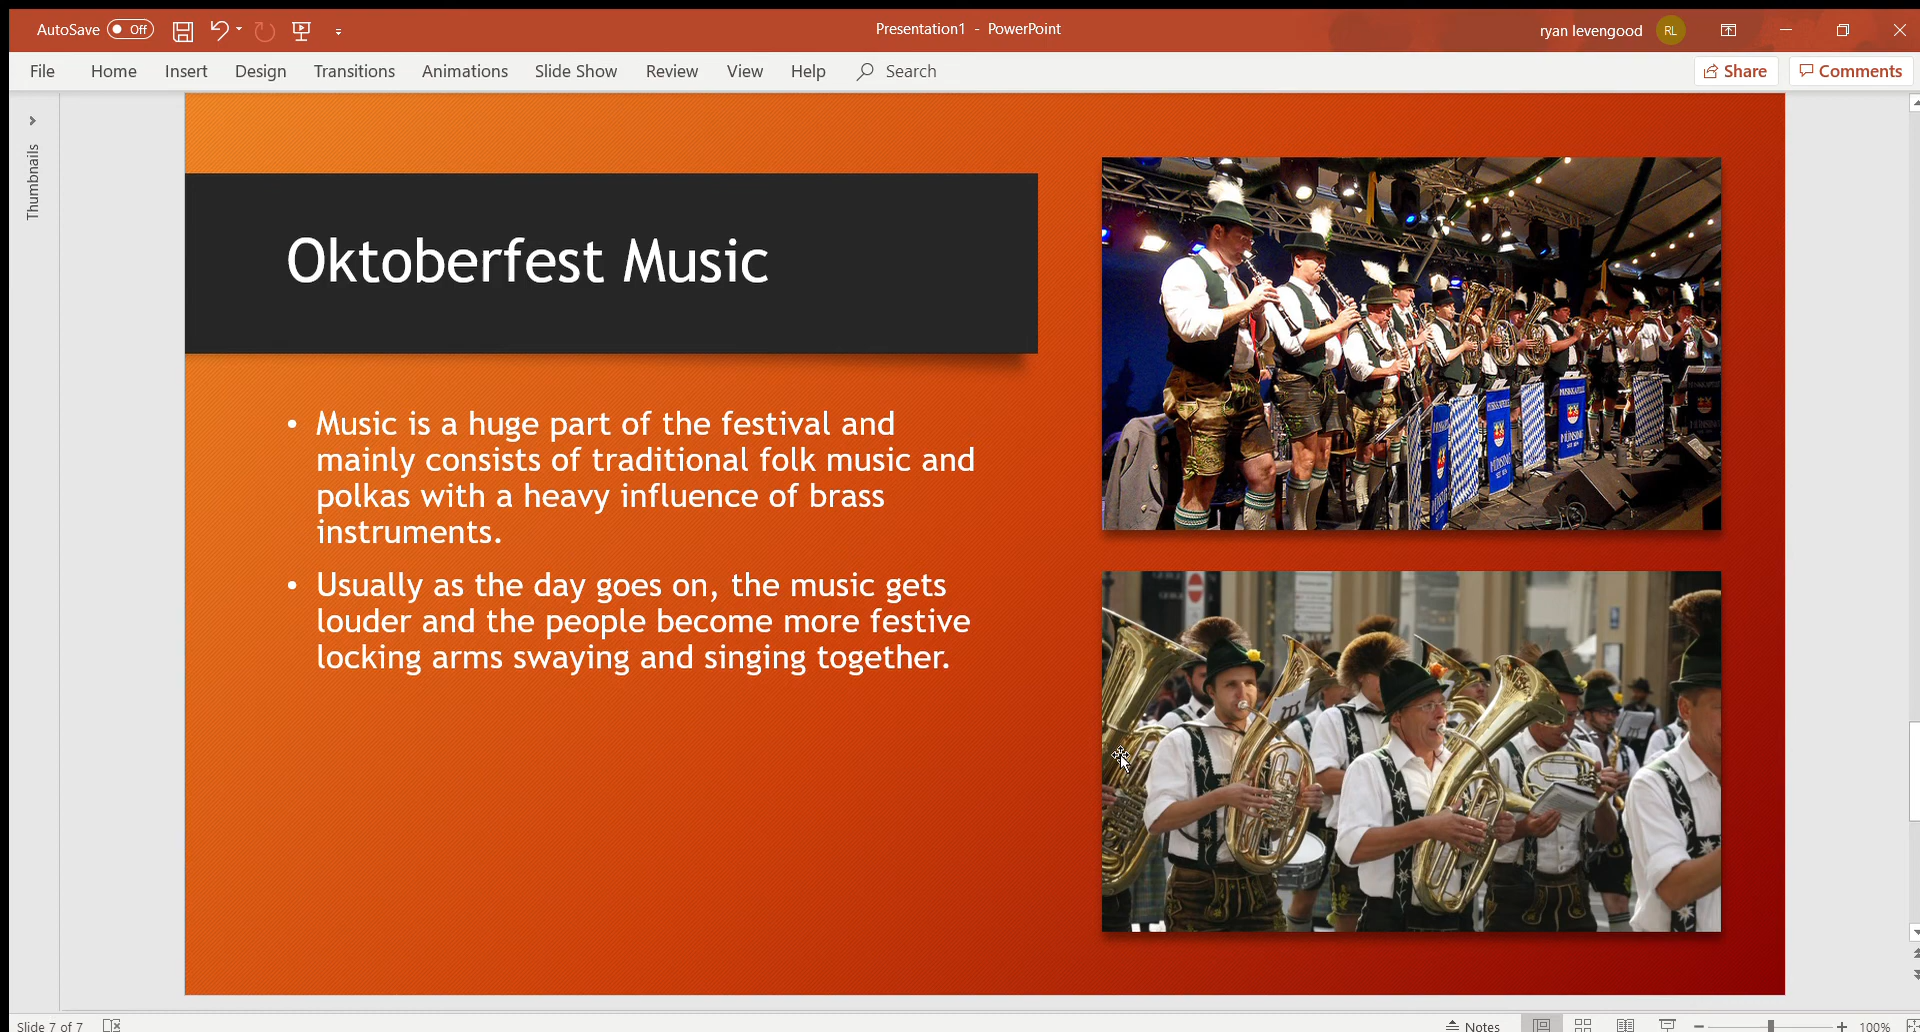 AutoSave Off
Presentation1 - PowerPoint
ryan levengood RL
File Home Insert Design Transitions Animations Slide Show Review View Help Search
Share Comments
Thumbnails
Oktoberfest Music
• Music is a huge part of the festival and
mainly consists of traditional folk music and
polkas with a heavy influence of brass
instruments.
• Usually as the day goes on, the music gets
louder and the people become more festive
locking arms swaying and singing together.
MUSIKKAPELLE
MÜNSING
Slide 7 of 7
Notes
100%